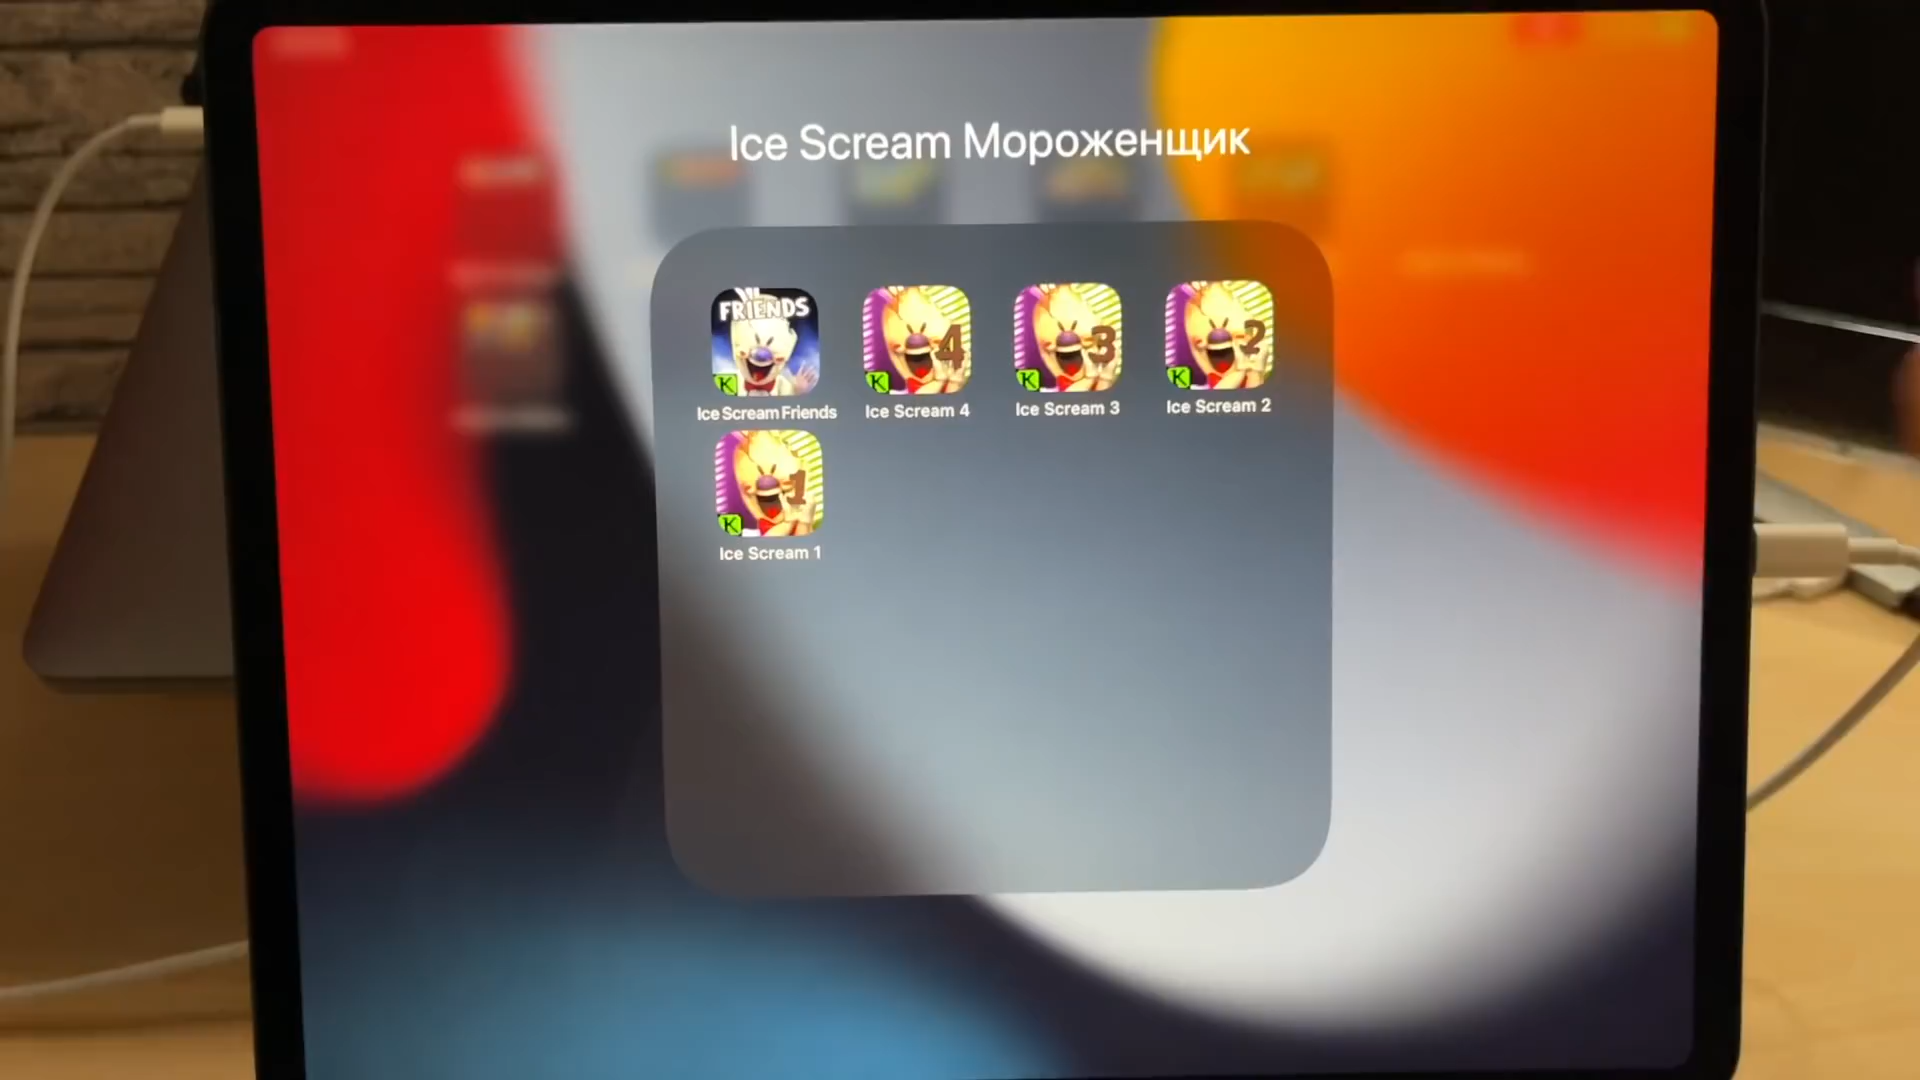 Ice Scream Мороженщик
FRIENDS
4
3
2
K
K
K
K
Ice Scream Friends
Ice Scream 4
Ice Scream 3
Ice Scream 2
1
K
Ice Scream 1